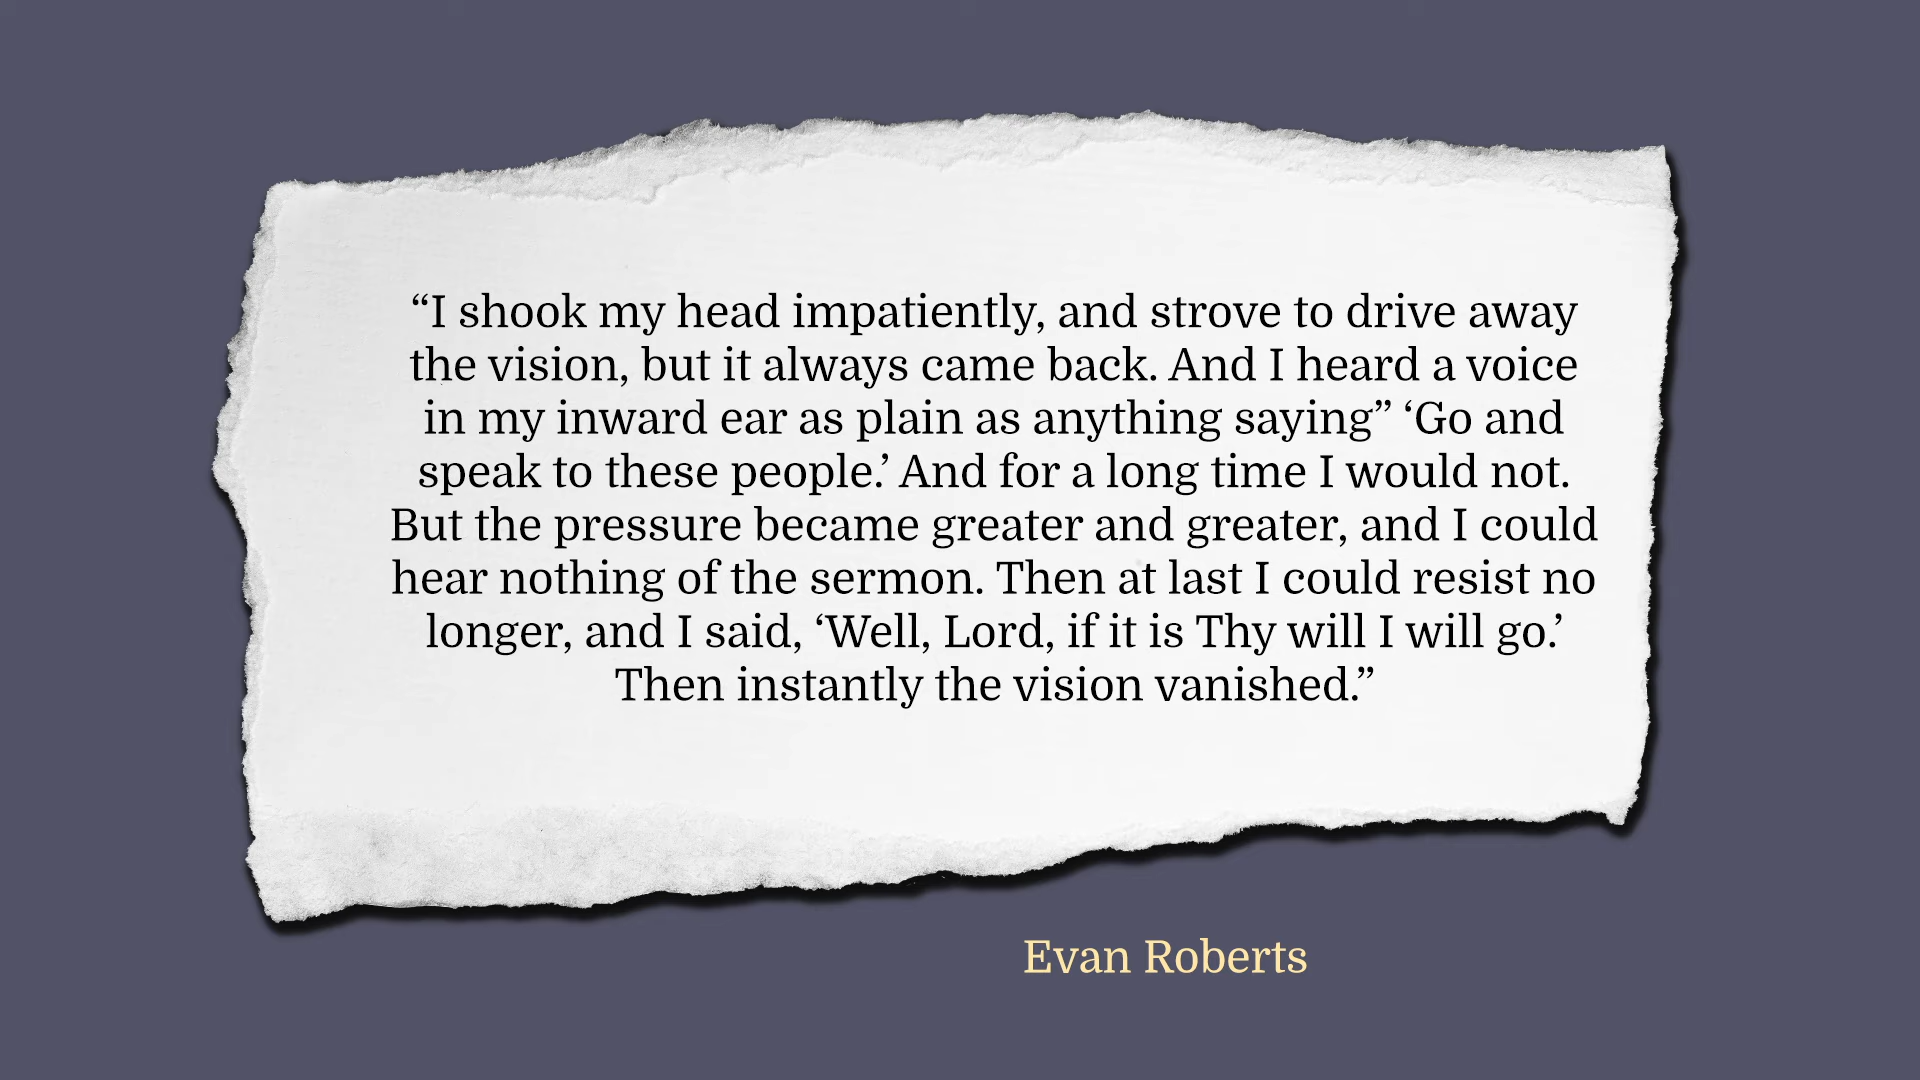 “I shook my head impatiently, and strove to drive away
the vision, but it always came back. And I heard a voice
in my inward ear as plain as anything saying” ‘Go and
speak to these people.’ And for a long time I would not.
But the pressure became greater and greater, and I could
hear nothing of the sermon. Then at last I could resist no
longer, and I said, ‘Well, Lord, if it is Thy will I will go.’
Then instantly the vision vanished.”
Evan Roberts